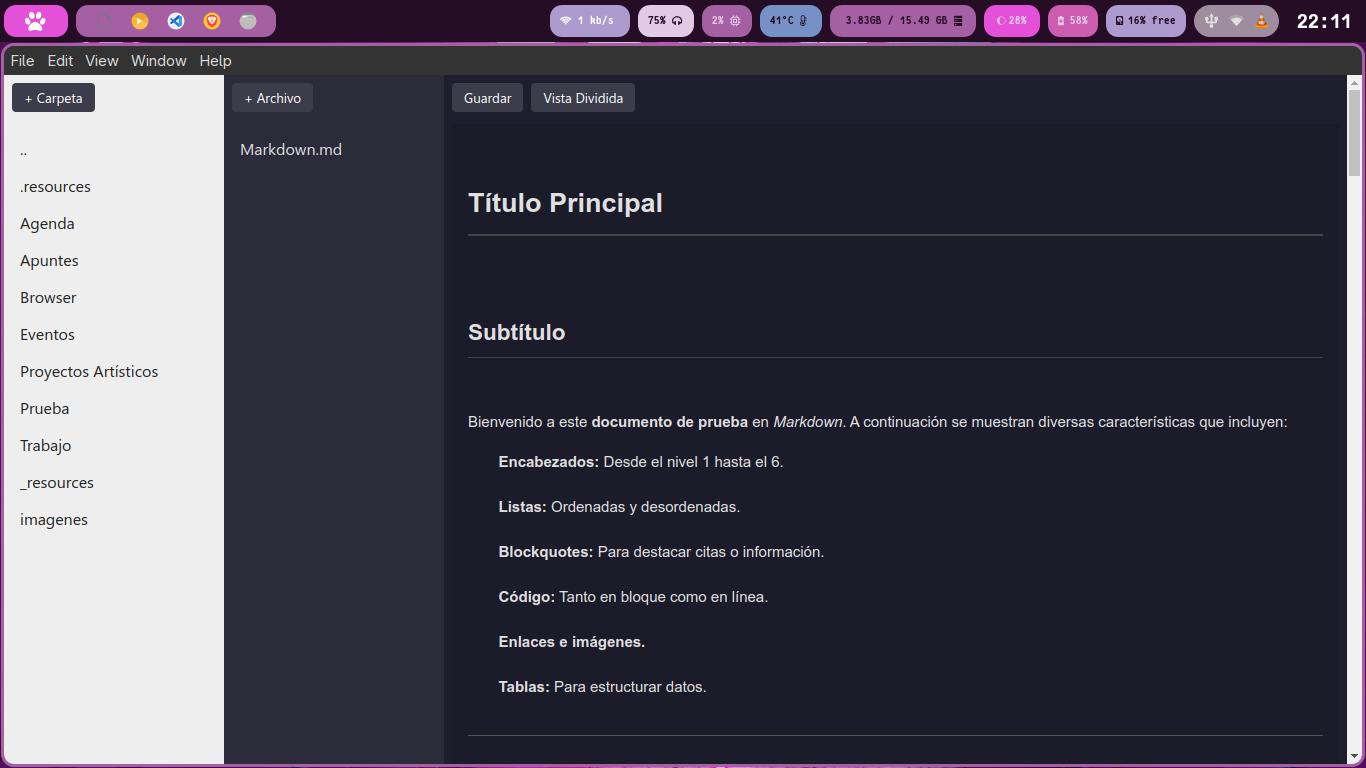 1 kb/s 75% 2% 41°C 3.83GB / 15.49 GB 28% 58% 16% free 22:11
File Edit View Window Help
+ Carpeta
..
.resources
Agenda
Apuntes
Browser
Eventos
Proyectos Artísticos
Prueba
Trabajo
_resources
imagenes
+ Archivo
Markdown.md
Guardar Vista Dividida
Título Principal
Subtítulo
Bienvenido a este documento de prueba en Markdown. A continuación se muestran diversas características que incluyen:
Encabezados: Desde el nivel 1 hasta el 6.
Listas: Ordenadas y desordenadas.
Blockquotes: Para destacar citas o información.
Código: Tanto en bloque como en línea.
Enlaces e imágenes.
Tablas: Para estructurar datos.